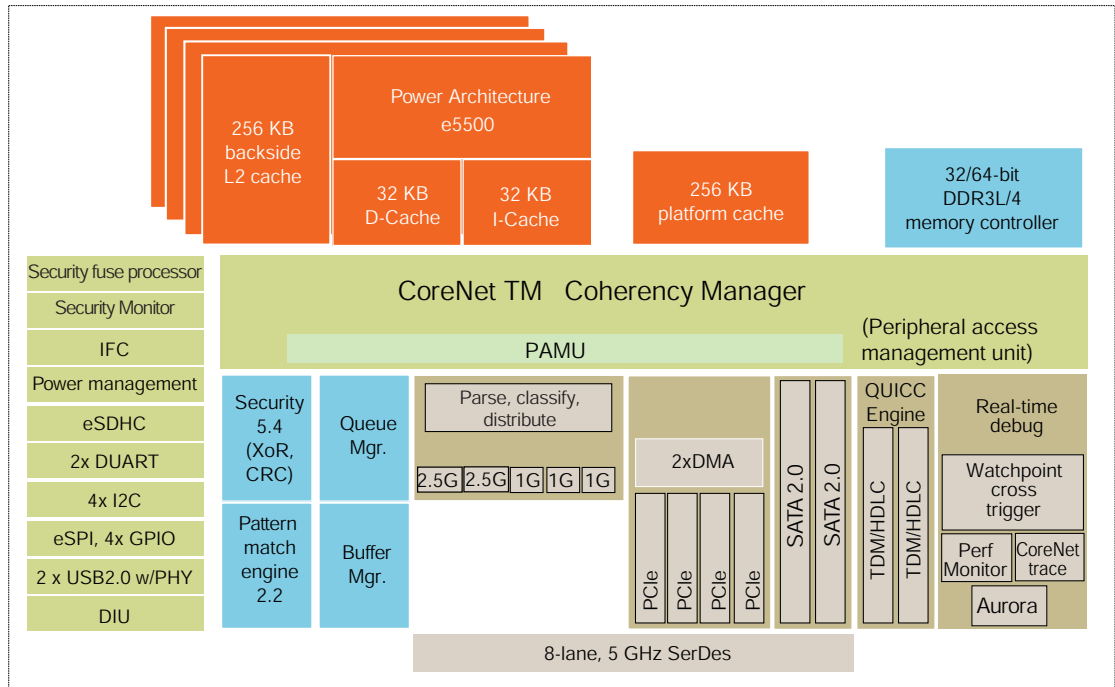 Power Architecture
e5500
256 KB
backside
L2 cache
32 KB
D-Cache
32 KB
I-Cache
256 KB
platform cache
32/64-bit
DDR3L/4
memory controller
Security fuse processor
Security Monitor
IFC
Power management
eSDHC
2x DUART
4x I2C
eSPI, 4x GPIO
2 x USB2.0 w/PHY
DIU
CoreNet TM Coherency Manager
PAMU
(Peripheral access
management unit)
Security
5.4
(XoR,
CRC)
Queue
Mgr.
Pattern
match
engine
2.2
Buffer
Mgr.
Parse, classify,
distribute
2.5G
2.5G
1G
1G
1G
2xDMA
PCIe
PCIe
PCIe
PCIe
SATA 2.0
SATA 2.0
QUICC
Engine
TDM/HDLC
TDM/HDLC
Real-time
debug
Watchpoint
cross
trigger
Perf
Monitor
CoreNet
trace
Aurora
8-lane, 5 GHz SerDes